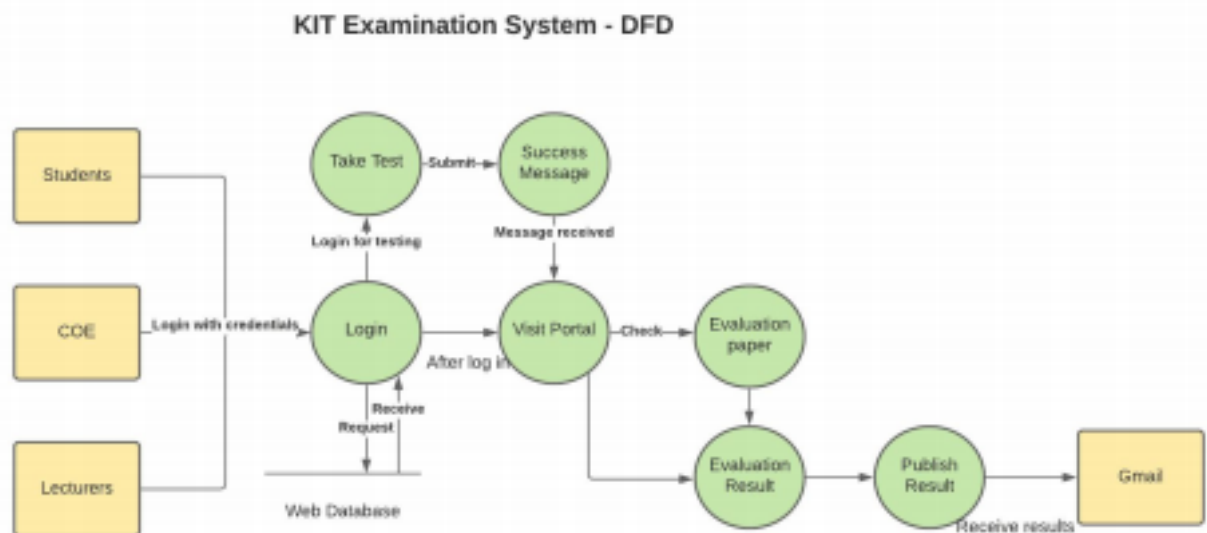 KIT Examination System - DFD
Students
COE
Lecturers
Login with credentials
Take Test
Submit
Success
Message
Login for testing
Message received
Login
After log in
Visit Portal
Check
Evaluation
paper
Receive
Request
Web Database
Evaluation
Result
Publish
Result
Receive results
Gmail